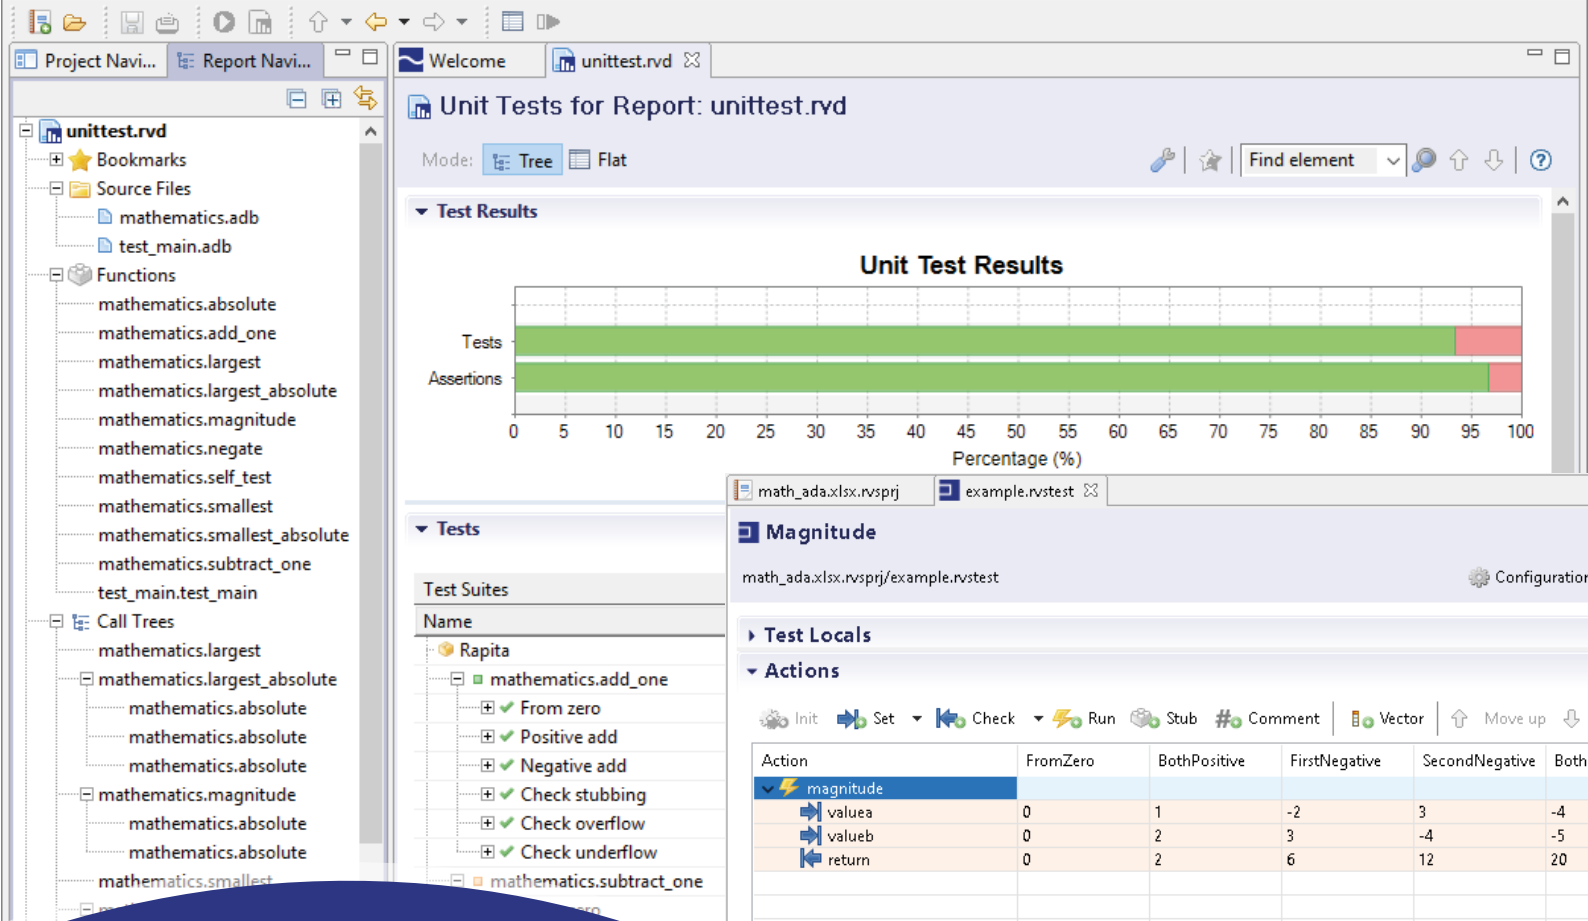 Project Navi...
Report Navi...
unittest.rvd
Bookmarks
Source Files
mathematics.adb
test_main.adb
Functions
mathematics.absolute
mathematics.add_one
mathematics.largest
mathematics.largest_absolute
mathematics.magnitude
mathematics.negate
mathematics.self_test
mathematics.smallest
mathematics.smallest_absolute
mathematics.subtract_one
test_main.test_main
Call Trees
mathematics.largest
mathematics.largest_absolute
mathematics.absolute
mathematics.absolute
mathematics.absolute
mathematics.magnitude
mathematics.absolute
mathematics.absolute
mathematics.smallest
Welcome
unittest.rvd
Unit Tests for Report: unittest.rvd
Mode: Tree Flat
Find element
Test Results
Unit Test Results
Tests
Assertions
0 5 10 15 20 25 30 35 40 45 50 55 60 65 70 75 80 85 90 95 100
Percentage (%)
Tests
Test Suites
Name
Rapita
mathematics.add_one
From zero
Positive add
Negative add
Check stubbing
Check overflow
Check underflow
mathematics.subtract_one
math_ada.xlsx.rvsprj
example.rvstest
Magnitude
math_ada.xlsx.rvsprj/example.rvstest
Configuration
Test Locals
Actions
Init Set Check Run Stub Comment Vector Move up
Action FromZero BothPositive FirstNegative SecondNegative Both
magnitude
valuea 0 1 -2 3 -4
valueb 0 2 3 -4 -5
return 0 2 6 12 20